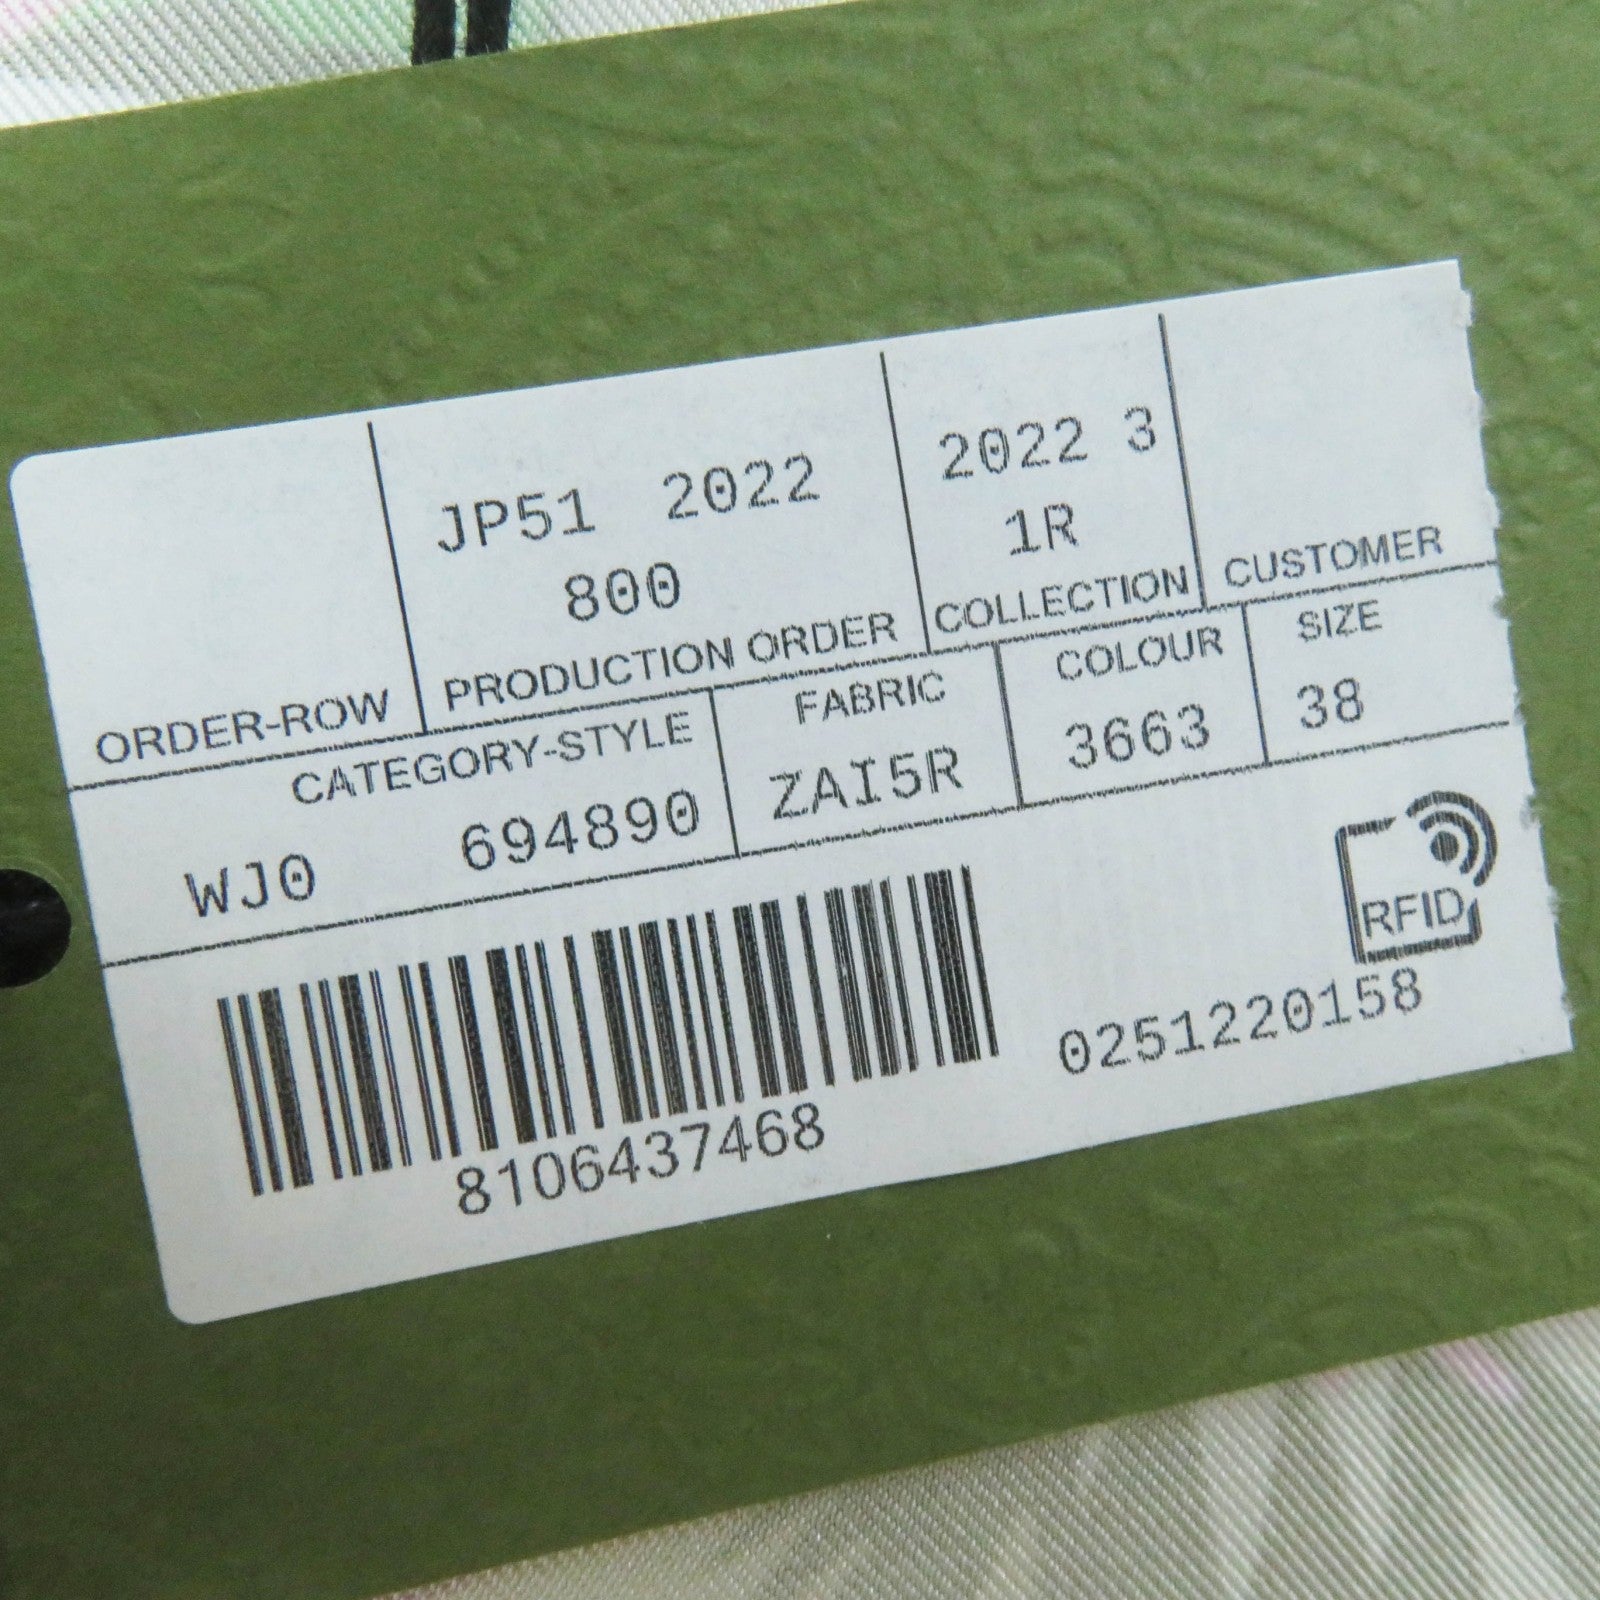 JP51 2022
800
2022 3
1R
ORDER-ROW PRODUCTION ORDER COLLECTION CUSTOMER
CATEGORY-STYLE FABRIC COLOUR SIZE
WJ0 694890 ZAI5R 3663 38
RFID
8106437468
0251220158